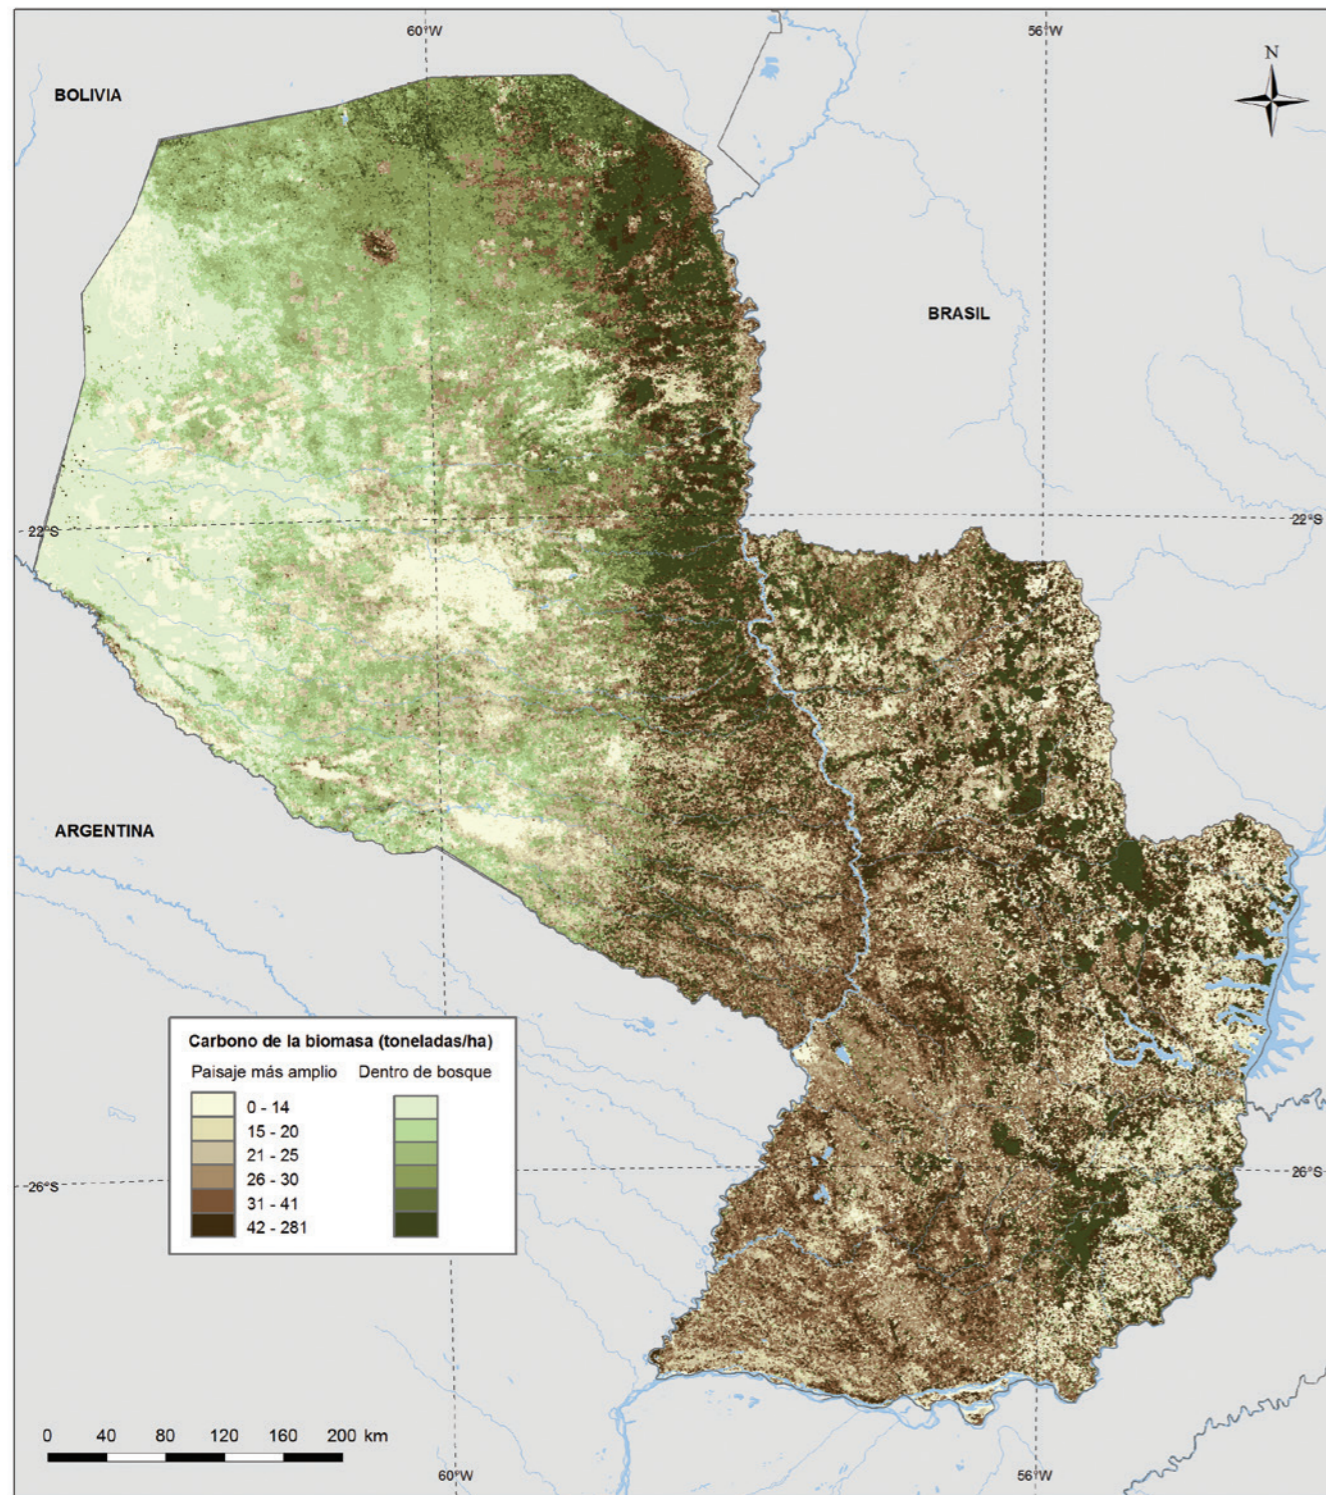 60°W
56°W
N
BOLIVIA
BRASIL
22°S
22°S
ARGENTINA
Carbono de la biomasa (toneladas/ha)
Paisaje más amplio
Dentro de bosque
0 - 14
15 - 20
21 - 25
26 - 30
31 - 41
42 - 281
26°S
26°S
0 40 80 120 160 200 km
60°W
56°W